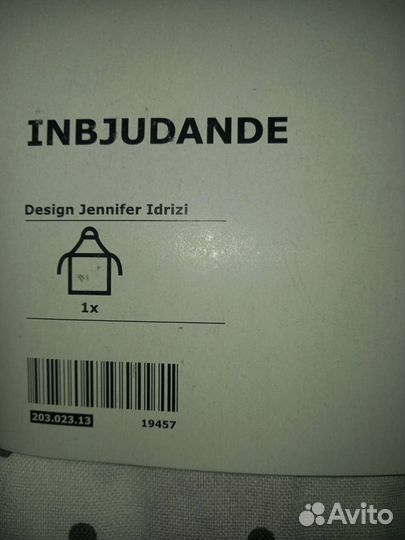 INBJUDANDE
Design Jennifer Idrizi
1x
203.023.13 19457
Avito